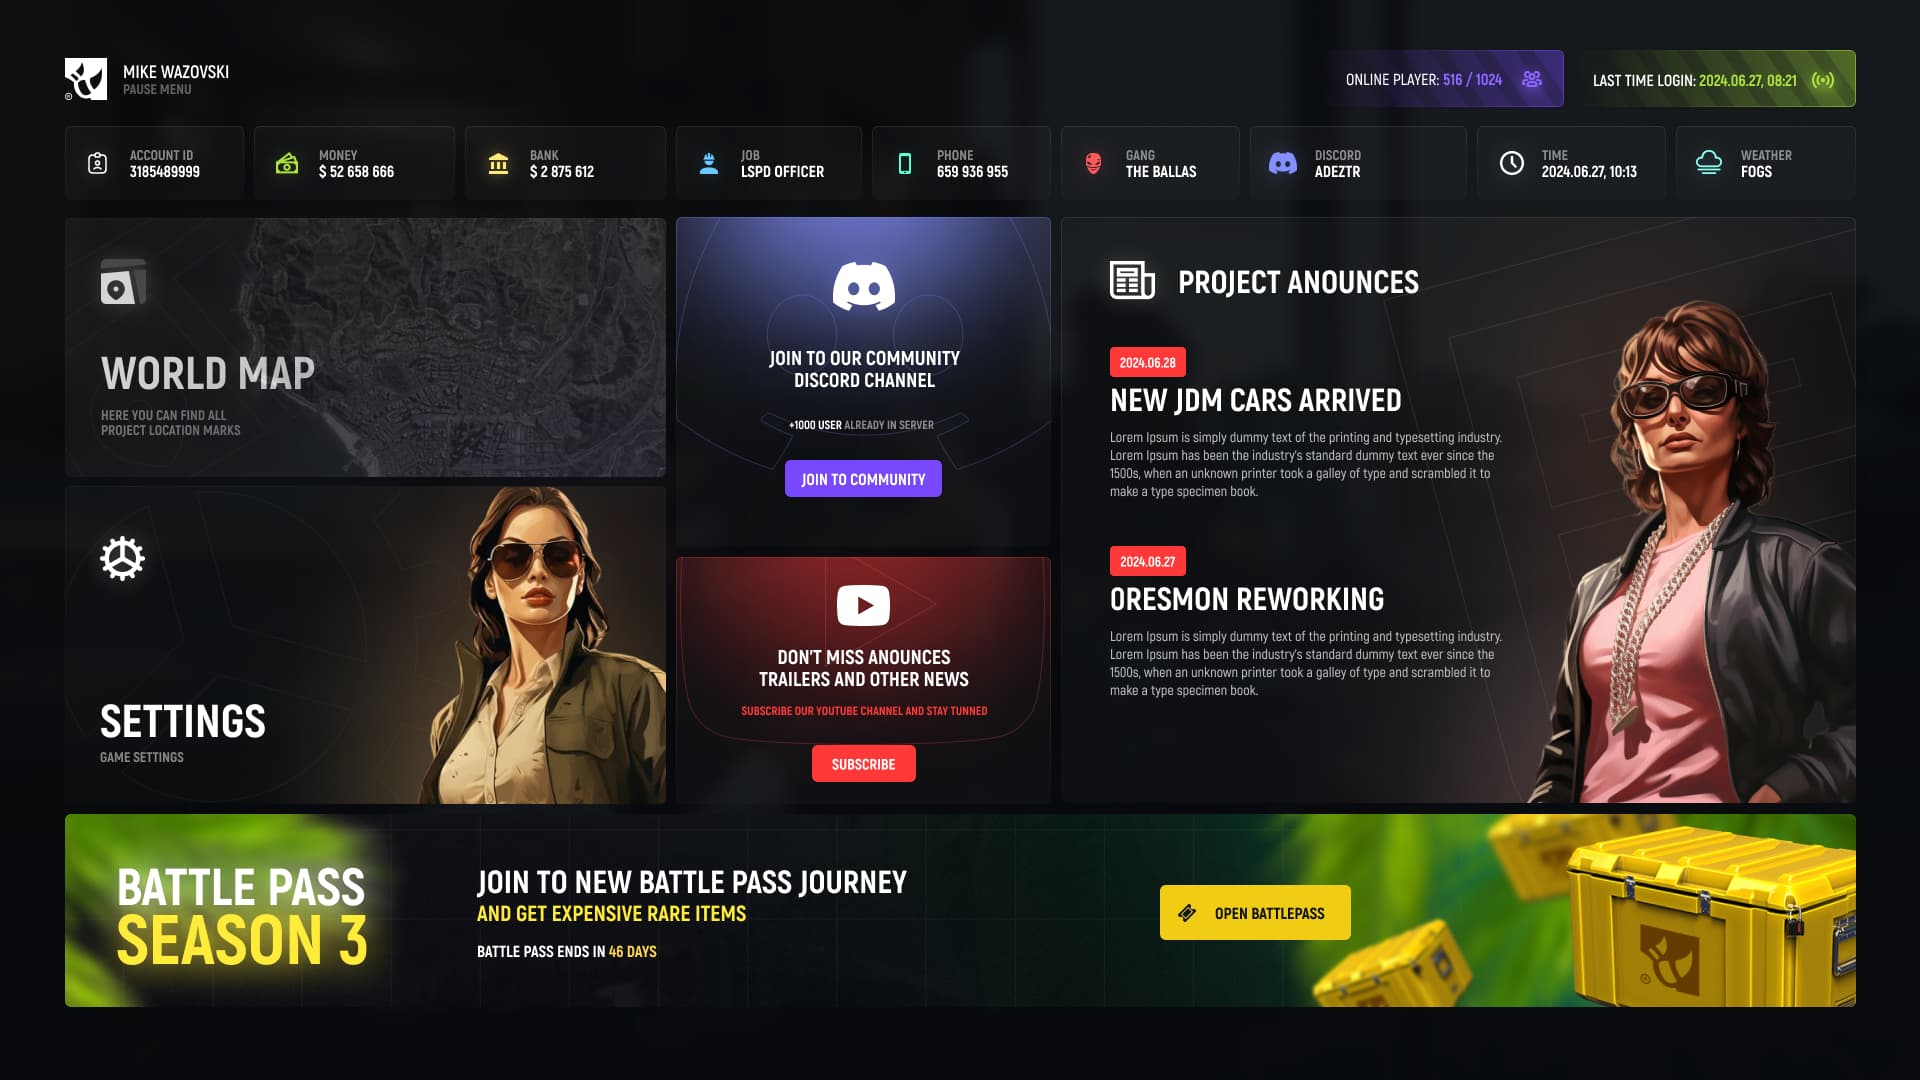 MIKE WAZOVSKI
PAUSE MENU
ONLINE PLAYER: 516 / 1024
LAST TIME LOGIN: 2024.06.27, 08:21
ACCOUNT ID
3185489999
MONEY
$ 52 658 666
BANK
$ 2 875 612
JOB
LSPD OFFICER
PHONE
659 936 955
GANG
THE BALLAS
DISCORD
ADEZTR
TIME
2024.06.27, 10:13
WEATHER
FOGS
WORLD MAP
HERE YOU CAN FIND ALL
PROJECT LOCATION MARKS
SETTINGS
GAME SETTINGS
JOIN TO OUR COMMUNITY
DISCORD CHANNEL
+1000 USER ALREADY IN SERVER
JOIN TO COMMUNITY
DON'T MISS ANOUNCES
TRAILERS AND OTHER NEWS
SUBSCRIBE OUR YOUTUBE CHANNEL AND STAY TUNNED
SUBSCRIBE
PROJECT ANOUNCES
2024.06.28
NEW JDM CARS ARRIVED
Lorem Ipsum is simply dummy text of the printing and typesetting industry.
Lorem Ipsum has been the industry's standard dummy text ever since the
1500s, when an unknown printer took a galley of type and scrambled it to
make a type specimen book.
2024.06.27
0RESMON REWORKING
Lorem Ipsum is simply dummy text of the printing and typesetting industry.
Lorem Ipsum has been the industry's standard dummy text ever since the
1500s, when an unknown printer took a galley of type and scrambled it to
make a type specimen book.
BATTLE PASS
SEASON 3
JOIN TO NEW BATTLE PASS JOURNEY
AND GET EXPENSIVE RARE ITEMS
BATTLE PASS ENDS IN 46 DAYS
OPEN BATTLEPASS